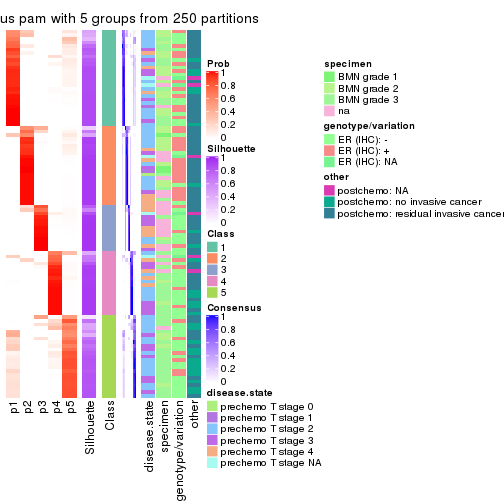 us pam with 5 groups from 250 partitions
Prob
1
0.8
0.6
0.4
0.2
0
Silhouette
1
0.8
0.6
0.4
0.2
0
Class
1
2
3
4
5
Consensus
1
0.8
0.6
0.4
0.2
0
disease.state
prechemo T stage 0
prechemo T stage 1
prechemo T stage 2
prechemo T stage 3
prechemo T stage 4
prechemo T stage NA
specimen
BMN grade 1
BMN grade 2
BMN grade 3
na
genotype/variation
ER (IHC): -
ER (IHC): +
ER (IHC): NA
other
postchemo: NA
postchemo: no invasive cancer
postchemo: residual invasive cancer
p1
p2
p3
p4
p5
Silhouette
Class
disease.state
specimen
genotype/variation
other